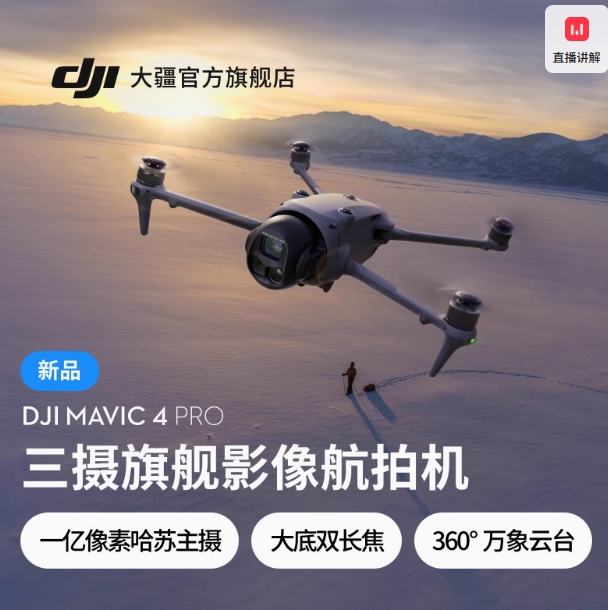 直播讲解
dji 大疆官方旗舰店
新品
DJI MAVIC 4 PRO
三摄旗舰影像航拍机
一亿像素哈苏主摄 大底双长焦 360° 万象云台